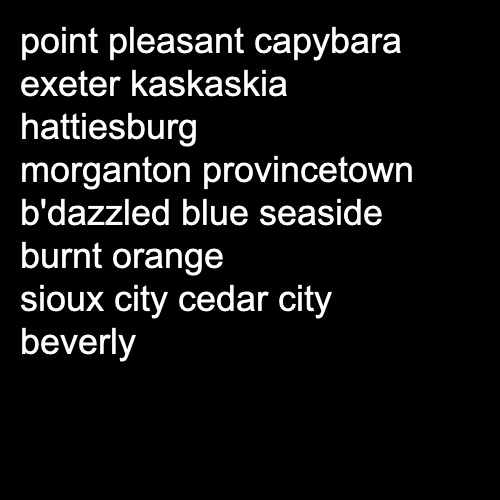 point pleasant capybara
exeter kaskaskia
hattiesburg
morganton provincetown
b'dazzled blue seaside
burnt orange
sioux city cedar city
beverly